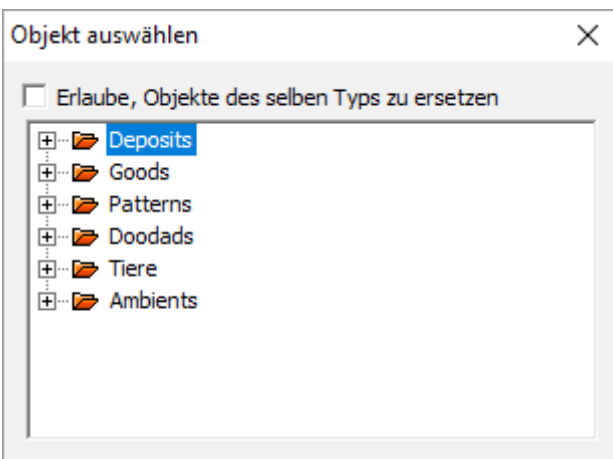 Objekt auswählen
Erlaube, Objekte des selben Typs zu ersetzen
Deposits
Goods
Patterns
Doodads
Tiere
Ambients